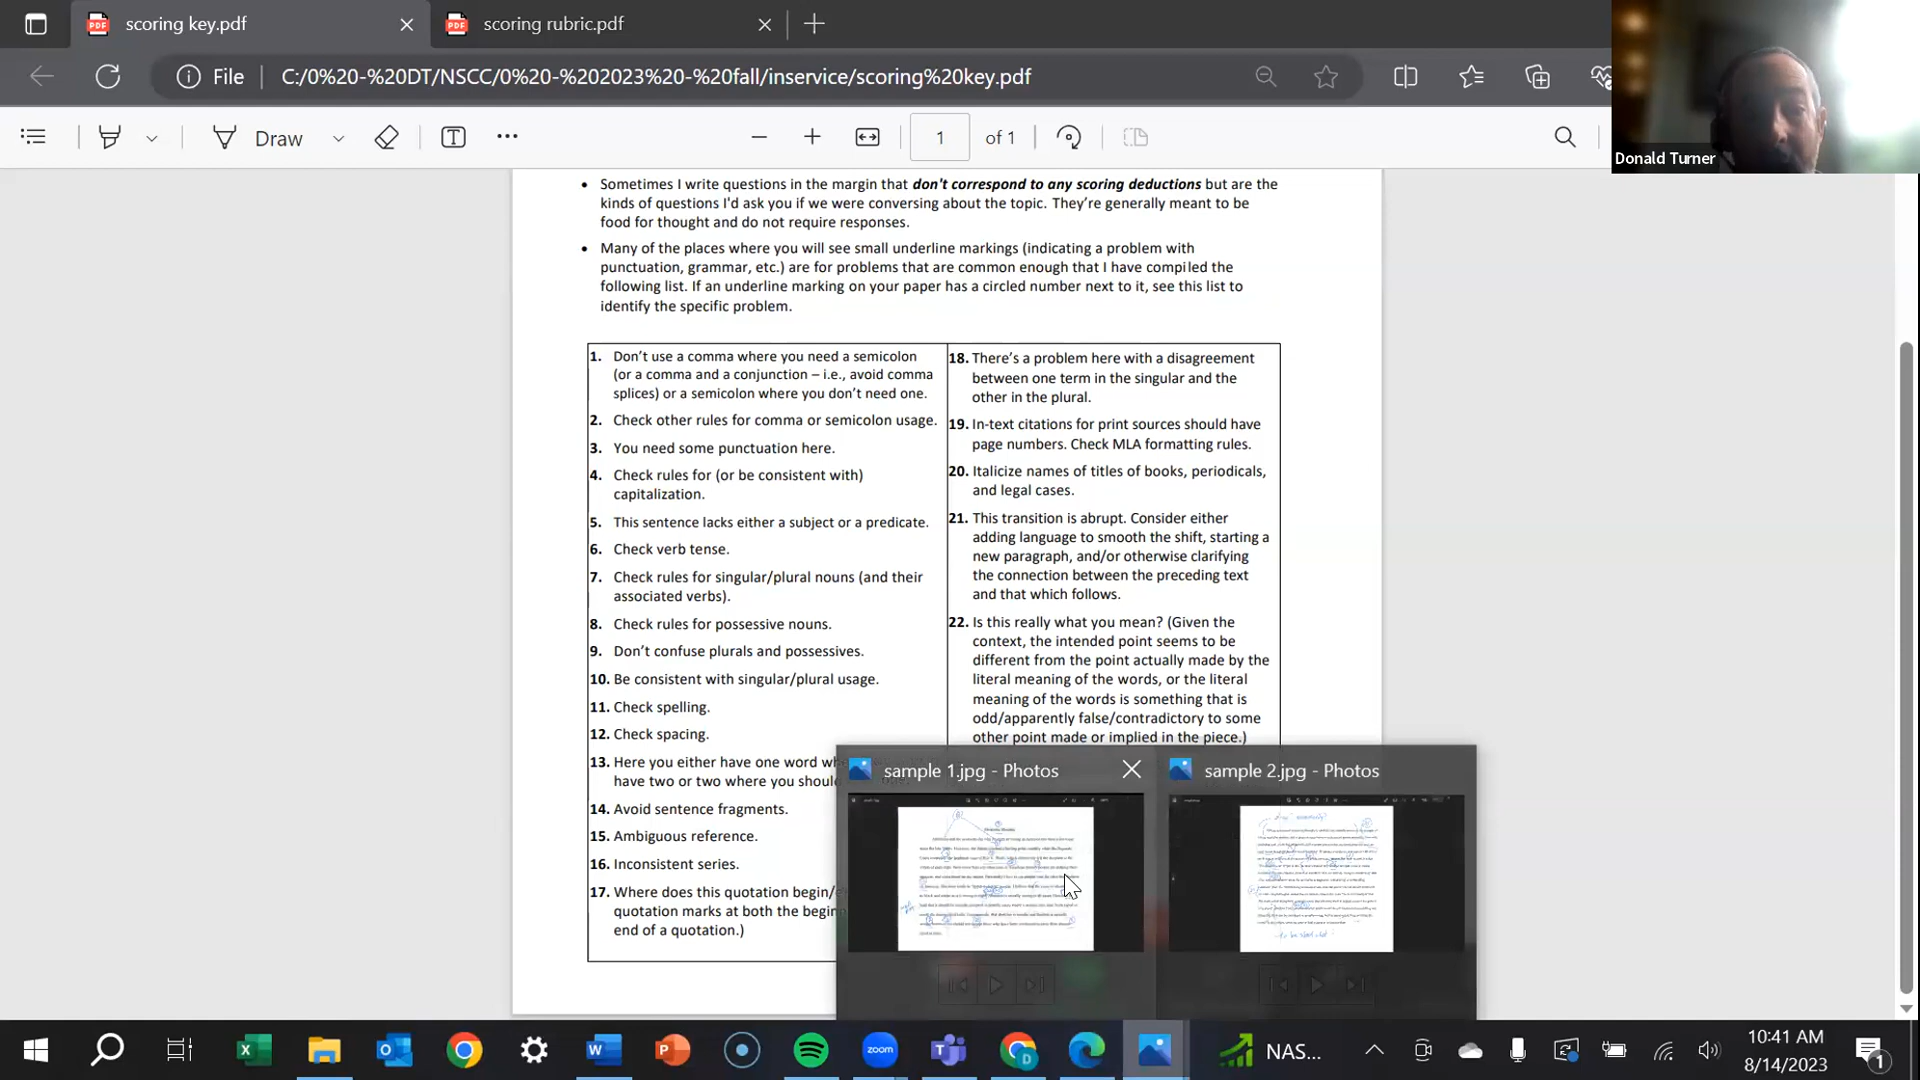 scoring key.pdf
scoring rubric.pdf
File
C:/0%20-%20DT/NSCC/0%20-%202023%20-%20fall/inservice/scoring%20key.pdf
Draw
1
of 1
Donald Turner
• Sometimes I write questions in the margin that don't correspond to any scoring deductions but are the
kinds of questions I'd ask you if we were conversing about the topic. They're generally meant to be
food for thought and do not require responses.
• Many of the places where you will see small underline markings (indicating a problem with
punctuation, grammar, etc.) are for problems that are common enough that I have compiled the
following list. If an underline marking on your paper has a circled number next to it, see this list to
identify the specific problem.
1. Don't use a comma where you need a semicolon
(or a comma and a conjunction – i.e., avoid comma
splices) or a semicolon where you don't need one.
2. Check other rules for comma or semicolon usage.
3. You need some punctuation here.
4. Check rules for (or be consistent with)
capitalization.
5. This sentence lacks either a subject or a predicate.
6. Check verb tense.
7. Check rules for singular/plural nouns (and their
associated verbs).
8. Check rules for possessive nouns.
9. Don't confuse plurals and possessives.
10. Be consistent with singular/plural usage.
11. Check spelling.
12. Check spacing.
13. Here you either have one word
have two or two where you should
14. Avoid sentence fragments.
15. Ambiguous reference.
16. Inconsistent series.
17. Where does this quotation begin/
quotation marks at both the
end of a quotation.)
18. There's a problem here with a disagreement
between one term in the singular and the
other in the plural.
19. In-text citations for print sources should have
page numbers. Check MLA formatting rules.
20. Italicize names of titles of books, periodicals,
and legal cases.
21. This transition is abrupt. Consider either
adding language to smooth the shift, starting a
new paragraph, and/or otherwise clarifying
the connection between the preceding text
and that which follows.
22. Is this really what you mean? (Given the
context, the intended point seems to be
different from the point actually made by the
literal meaning of the words, or the literal
meaning of the words is something that is
odd/apparently false/contradictory to some
other point made or implied in the piece.)
sample 1.jpg - Photos
sample 2.jpg - Photos
zoom
NAS...
10:41 AM
8/14/2023
1